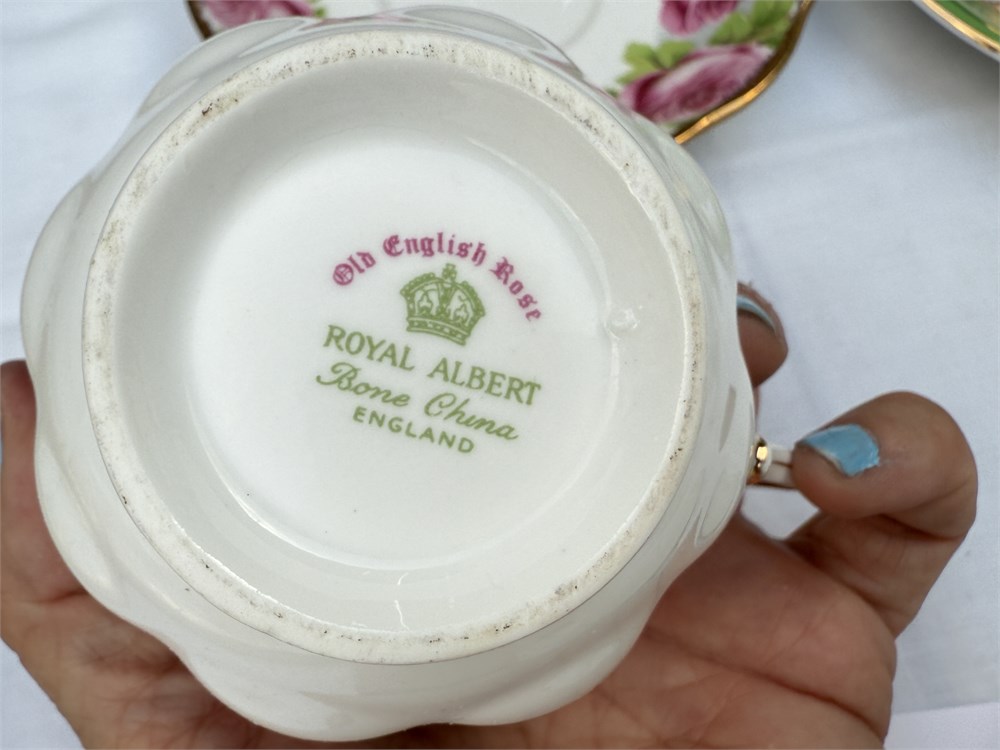 Old English Rose
ROYAL ALBERT
Bone China
ENGLAND